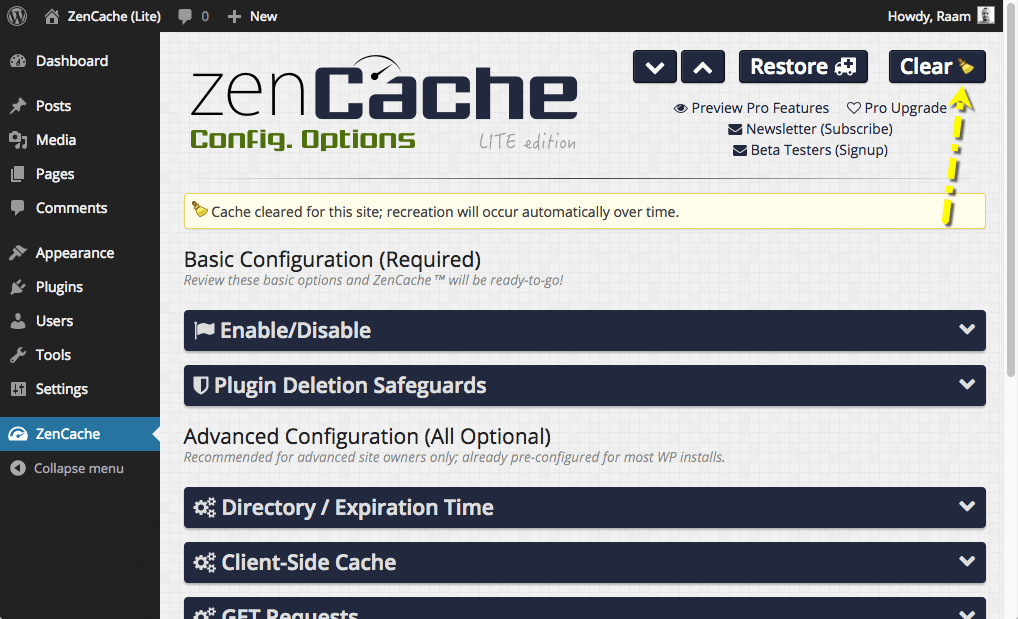 ZenCache (Lite) 0 New Howdy, Raam
Dashboard
Posts
Media
Pages
Comments
Appearance
Plugins
Users
Tools
Settings
ZenCache
Collapse menu
zenCache
Config. Options
LITE edition
Restore Clear
Preview Pro Features Pro Upgrade
Newsletter (Subscribe)
Beta Testers (Signup)
Cache cleared for this site; recreation will occur automatically over time.
Basic Configuration (Required)
Review these basic options and ZenCache™ will be ready-to-go!
Enable/Disable
Plugin Deletion Safeguards
Advanced Configuration (All Optional)
Recommended for advanced site owners only; already pre-configured for most WP installs.
Directory / Expiration Time
Client-Side Cache
GET Requests